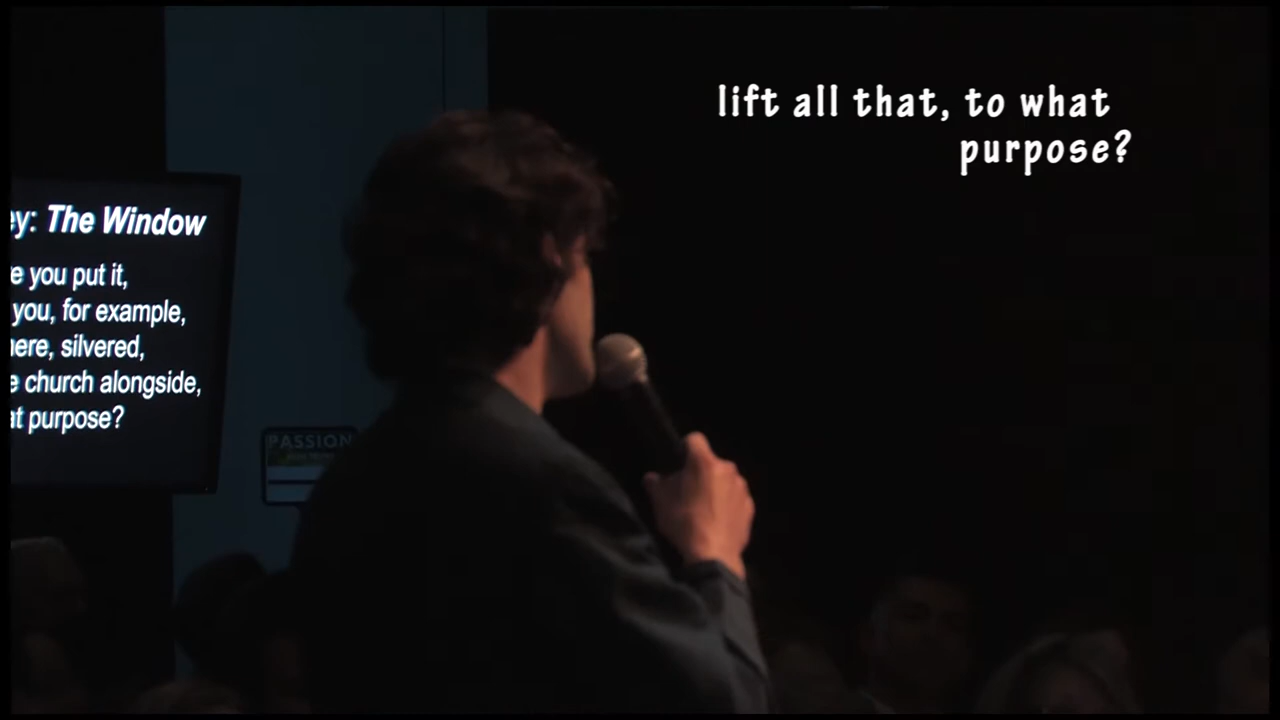 lift all that, to what
purpose?
ey: The Window
e you put it,
you, for example,
here, silvered,
e church alongside,
at purpose?
PASSION